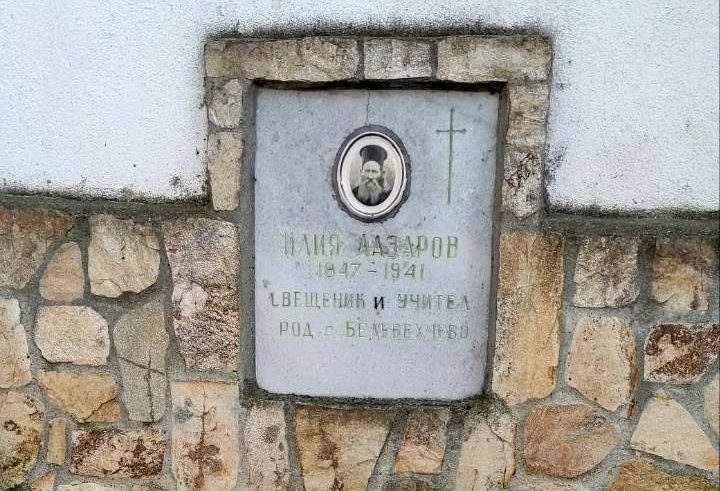 ИЛИЯ ЛАЗАРОВ
1847-1941
СВЕЩЕНИК И УЧИТЕЛ
РОД. С. БЕЛЕВЕХЧЕВО